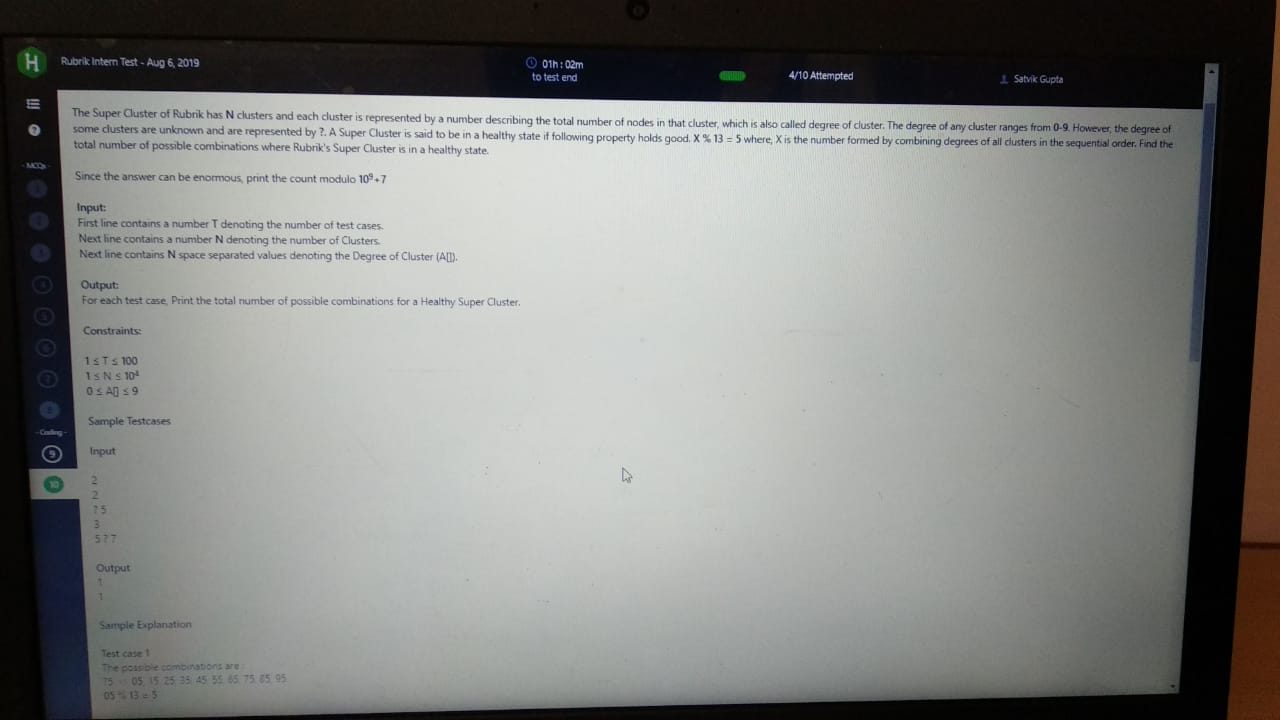 H
Rubrik Intern Test - Aug 6, 2019
01h : 02m
to test end
4/10 Attempted
Satvik Gupta
The Super Cluster of Rubrik has N clusters and each cluster is represented by a number describing the total number of nodes in that cluster, which is also called degree of cluster. The degree of any cluster ranges from 0-9. However, the degree of
some clusters are unknown and are represented by ?. A Super Cluster is said to be in a healthy state if following property holds good. X % 13 = 5 where, X is the number formed by combining degrees of all clusters in the sequential order. Find the
total number of possible combinations where Rubrik's Super Cluster is in a healthy state.
Since the answer can be enormous, print the count modulo 10⁹+7
Input:
First line contains a number T denoting the number of test cases.
Next line contains a number N denoting the number of Clusters.
Next line contains N space separated values denoting the Degree of Cluster (A[]).
Output:
For each test case, Print the total number of possible combinations for a Healthy Super Cluster.
Constraints:
1 ≤ T ≤ 100
1 ≤ N ≤ 10⁴
0 ≤ A[] ≤ 9
Sample Testcases
Input
2
2
? 5
3
5 ? 7
Output
1
1
Sample Explanation
Test case 1
The possible combinations are
?5 05, 15, 25, 35, 45, 55, 65, 75, 85, 95
05 % 13 = 5
- MCQs -
1
2
3
4
5
6
7
8
- Coding -
9
10